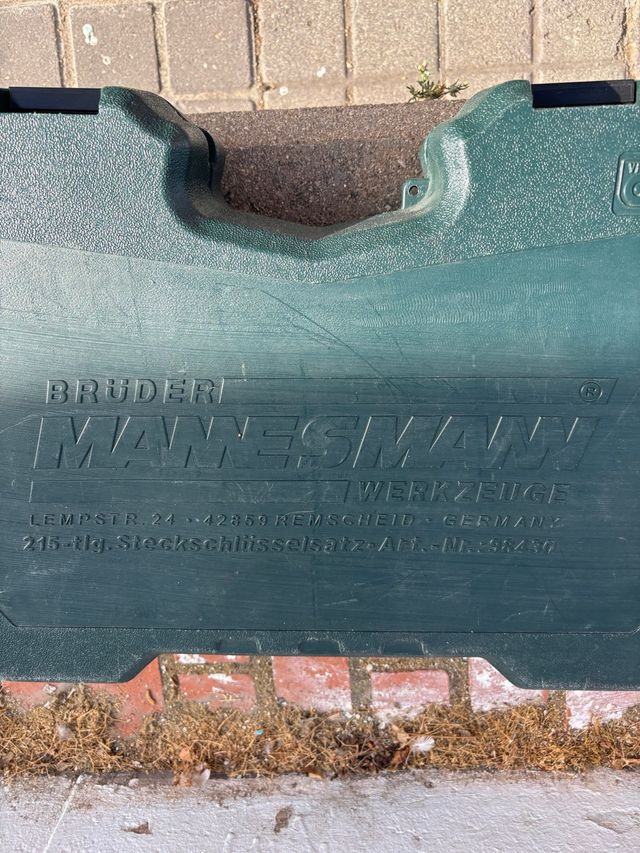 BRÜDER
MANNESMANN ®
WERKZEUGE
LEMPSTR. 24 - 42859 REMSCHEID - GERMANY
215-tlg. Steckschlüsselsatz-Art.-Nr.: 98430